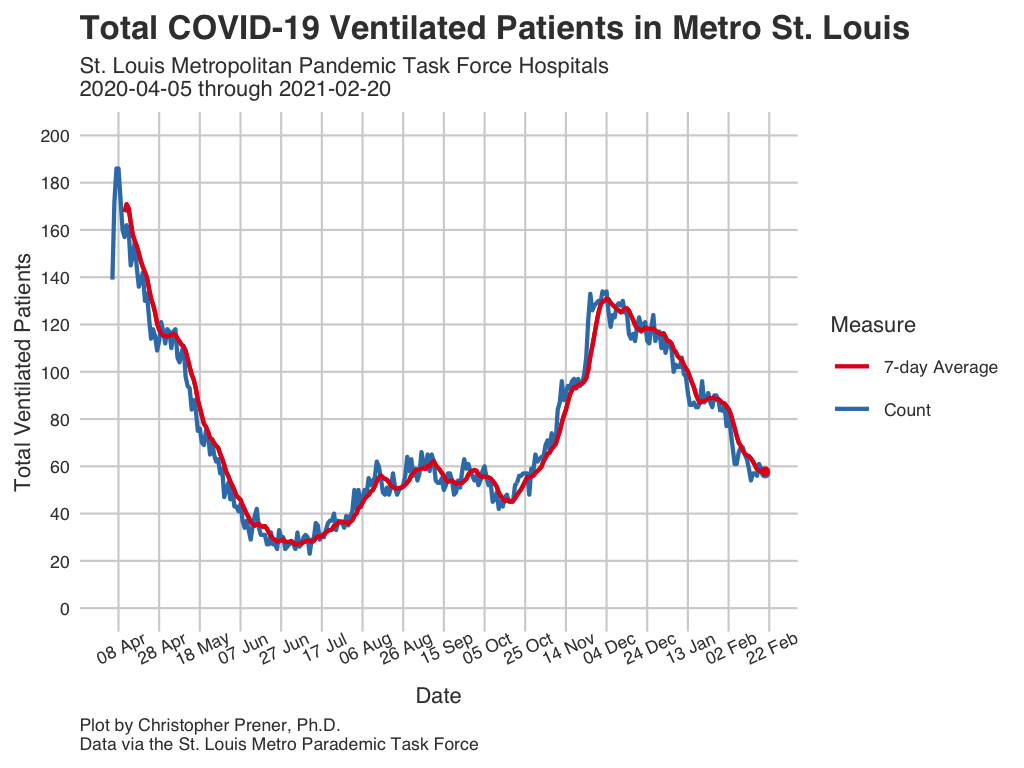 Total COVID-19 Ventilated Patients in Metro St. Louis
St. Louis Metropolitan Pandemic Task Force Hospitals
2020-04-05 through 2021-02-20
Total Ventilated Patients
200
180
160
140
120
100
80
60
40
20
0
08 Apr
28 Apr
18 May
07 Jun
27 Jun
17 Jul
06 Aug
26 Aug
15 Sep
05 Oct
25 Oct
14 Nov
04 Dec
24 Dec
13 Jan
02 Feb
22 Feb
Date
Measure
7-day Average
Count
Plot by Christopher Prener, Ph.D.
Data via the St. Louis Metro Parademic Task Force